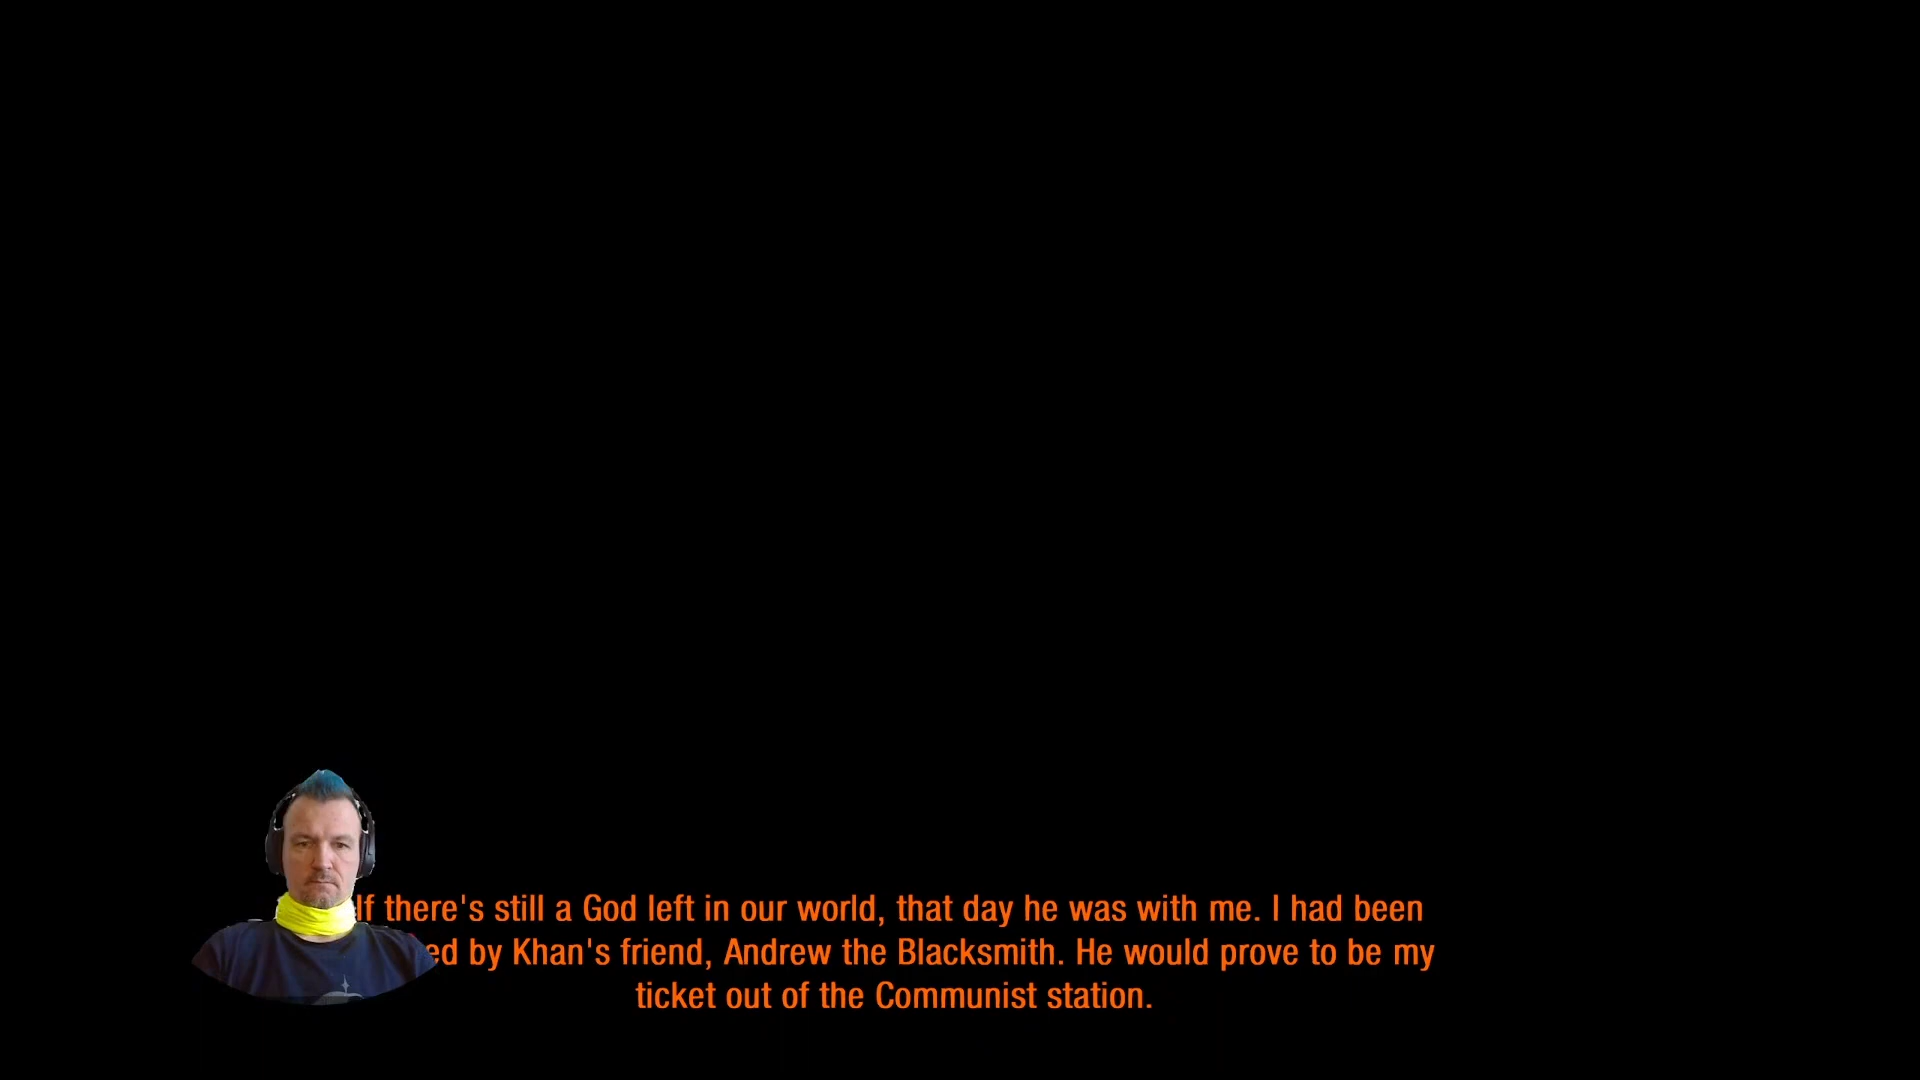 If there's still a God left in our world, that day he was with me. I had been
by Khan's friend, Andrew the Blacksmith. He would prove to be my
ticket out of the Communist station.